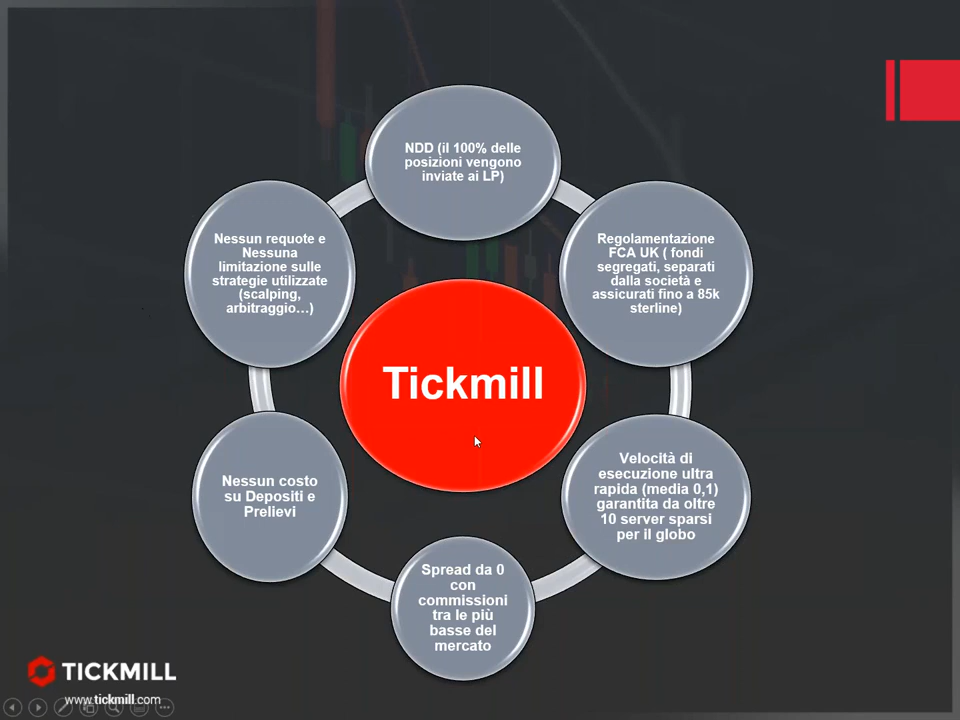 NDD (il 100% delle
posizioni vengono
inviate ai LP)
Regolamentazione
FCA UK ( fondi
segregati, separati
dalla società e
assicurati fino a 85k
sterline)
Velocità di
esecuzione ultra
rapida (media 0,1)
garantita da oltre
10 server sparsi
per il globo
Spread da 0
con
commissioni
tra le più
basse del
mercato
Nessun costo
su Depositi e
Prelievi
Nessun requote e
Nessuna
limitazione sulle
strategie utilizzate
(scalping,
arbitraggio…)
Tickmill
TICKMILL
www.tickmill.com